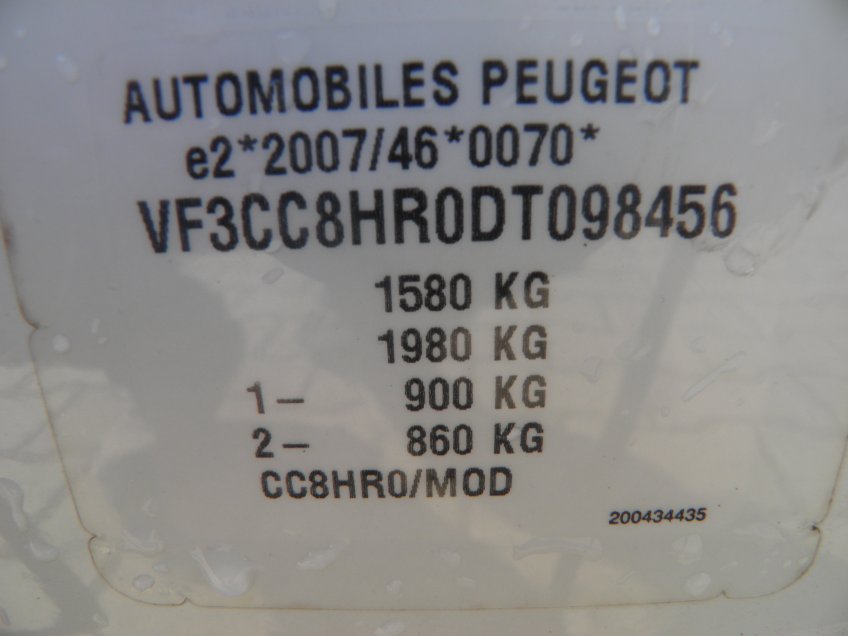 AUTOMOBILES PEUGEOT
e2*2007/46*0070*
VF3CC8HR0DT098456
1580 KG
1980 KG
1– 900 KG
2– 860 KG
CC8HR0/MOD
200434435